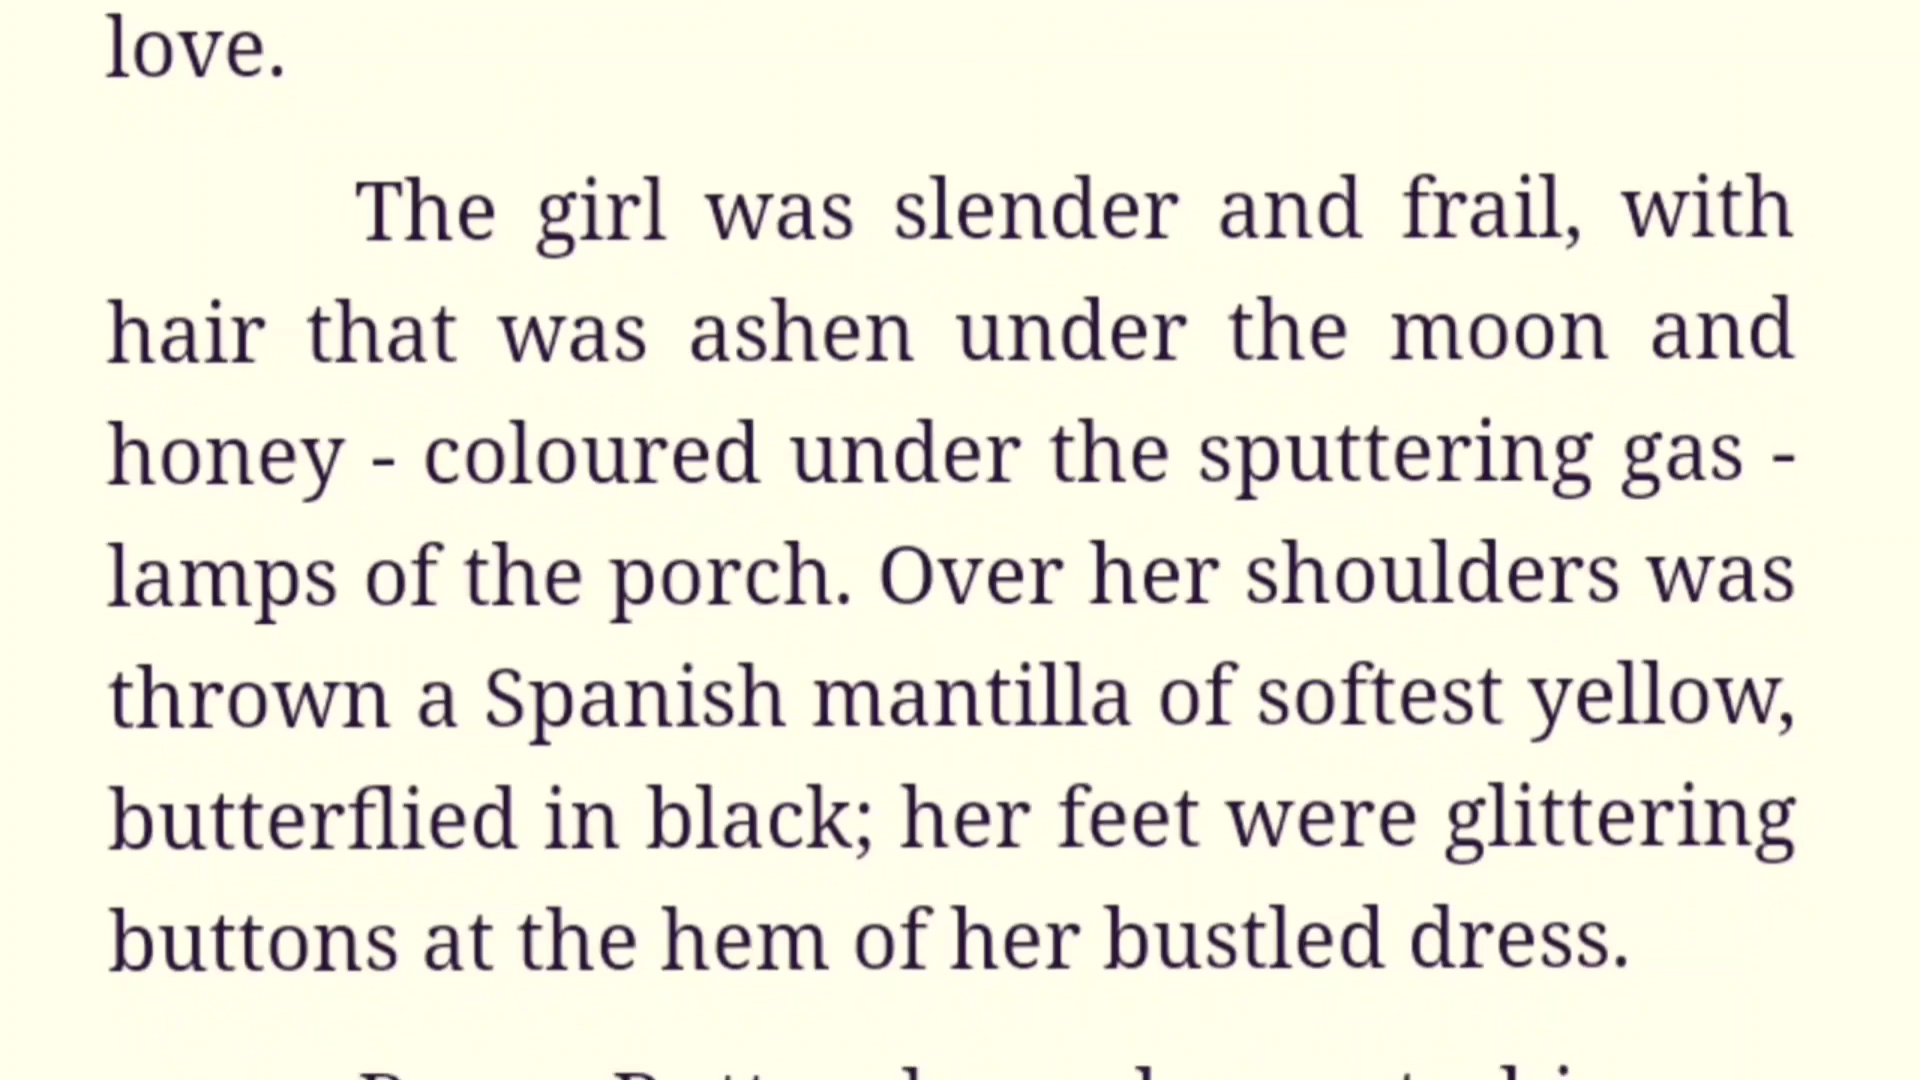 love.
The girl was slender and frail, with
hair that was ashen under the moon and
honey - coloured under the sputtering gas -
lamps of the porch. Over her shoulders was
thrown a Spanish mantilla of softest yellow,
butterflied in black; her feet were glittering
buttons at the hem of her bustled dress.